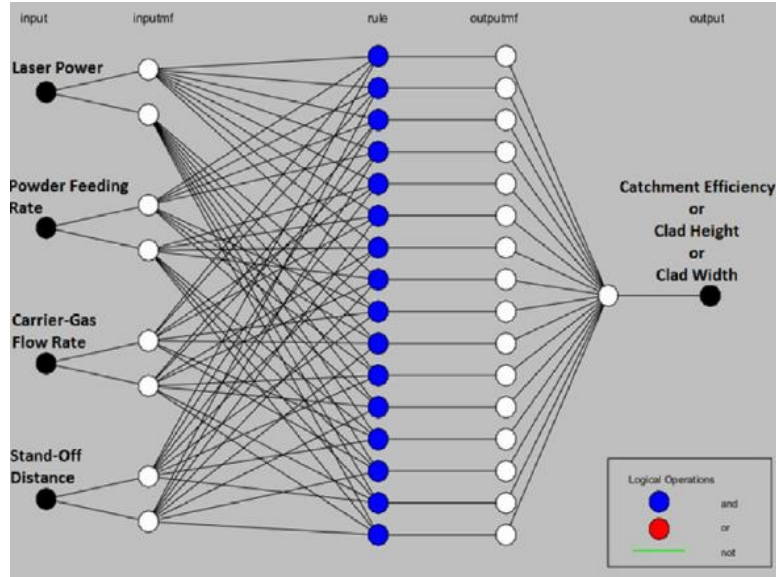 input inputmf rule outputmf output
Laser Power
Powder Feeding
Rate
Carrier-Gas
Flow Rate
Stand-Off
Distance
Catchment Efficiency
or
Clad Height
or
Clad Width
Logical Operations
and
or
not